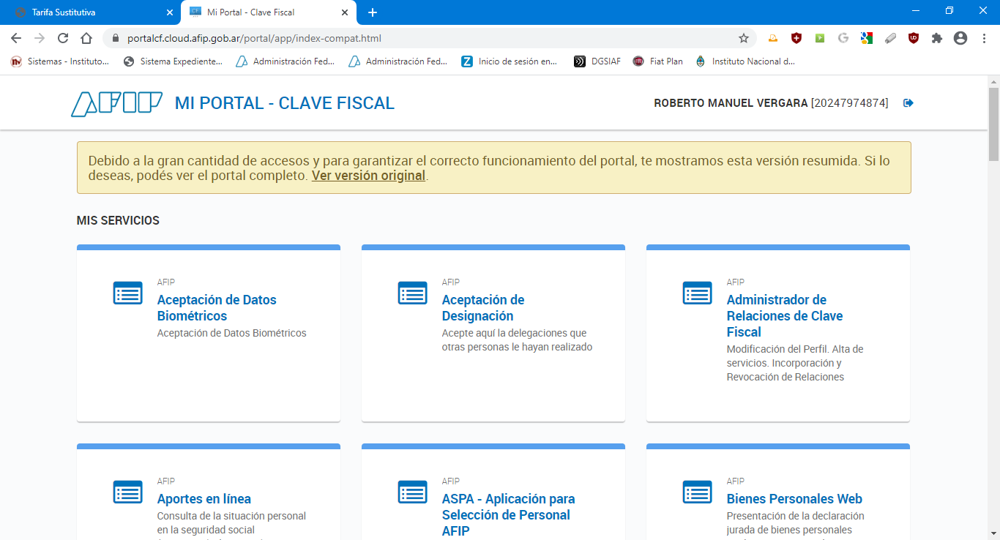 Tarifa Sustitutiva
Mi Portal - Clave Fiscal
portalcf.cloud.afip.gob.ar/portal/app/index-compat.html
Sistemas - Instituto...
Sistema Expediente...
Administración Fed...
Administración Fed...
Inicio de sesión en...
DGSIAF
Fiat Plan
Instituto Nacional d...
AFIP
MI PORTAL - CLAVE FISCAL
ROBERTO MANUEL VERGARA [20247974874]
Debido a la gran cantidad de accesos y para garantizar el correcto funcionamiento del portal, te mostramos esta versión resumida. Si lo
deseas, podés ver el portal completo. Ver versión original.
MIS SERVICIOS
AFIP
Aceptación de Datos
Biométricos
Aceptación de Datos Biométricos
AFIP
Aceptación de
Designación
Acepte aquí la delegaciones que
otras personas le hayan realizado
AFIP
Administrador de
Relaciones de Clave
Fiscal
Modificación del Perfil. Alta de
servicios. Incorporación y
Revocación de Relaciones
AFIP
Aportes en línea
Consulta de la situación personal
en la seguridad social
AFIP
ASPA - Aplicación para
Selección de Personal
AFIP
AFIP
Bienes Personales Web
Presentación de la declaración
jurada de bienes personales